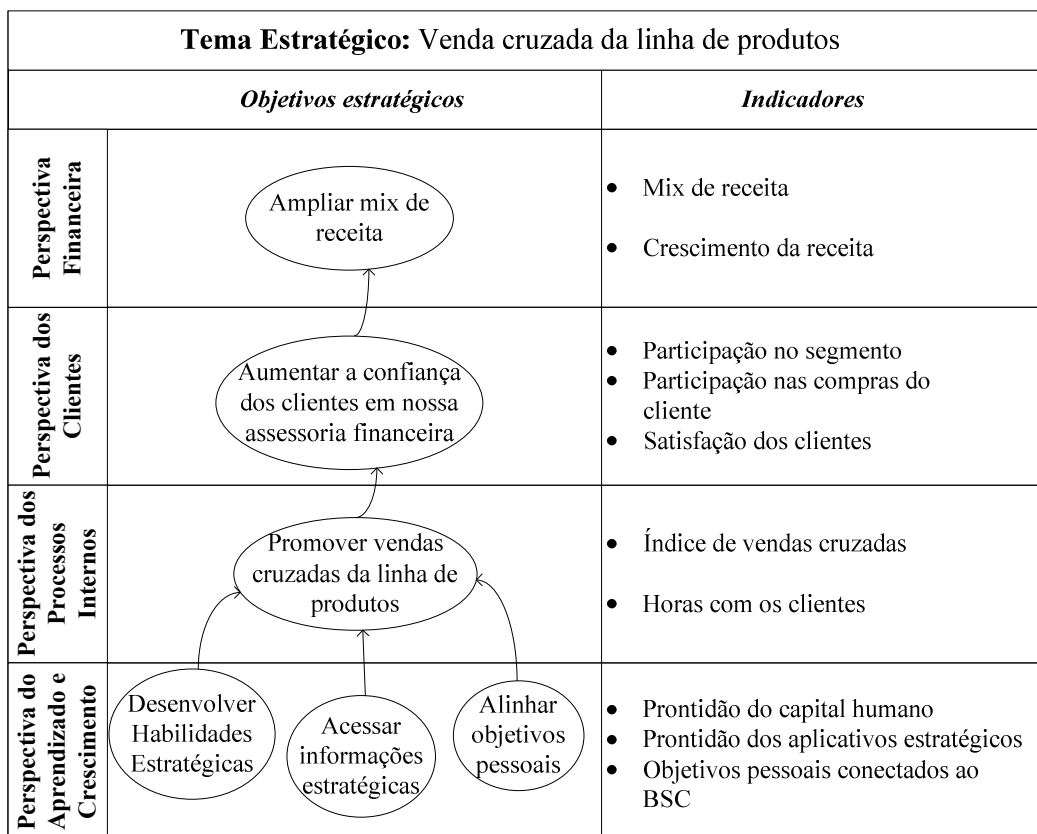 Tema Estratégico: Venda cruzada da linha de produtos
Objetivos estratégicos
Indicadores
Perspectiva
Financeira
Ampliar mix de
receita
• Mix de receita
• Crescimento da receita
Perspectiva dos
Clientes
Aumentar a confiança
dos clientes em nossa
assessoria financeira
• Participação no segmento
• Participação nas compras do
cliente
• Satisfação dos clientes
Perspectiva dos
Processos
Internos
Promover vendas
cruzadas da linha de
produtos
• Índice de vendas cruzadas
• Horas com os clientes
Perspectiva do
Aprendizado e
Crescimento
Desenvolver
Habilidades
Estratégicas
Acessar
informações
estratégicas
Alinhar
objetivos
pessoais
• Prontidão do capital humano
• Prontidão dos aplicativos estratégicos
• Objetivos pessoais conectados ao
BSC